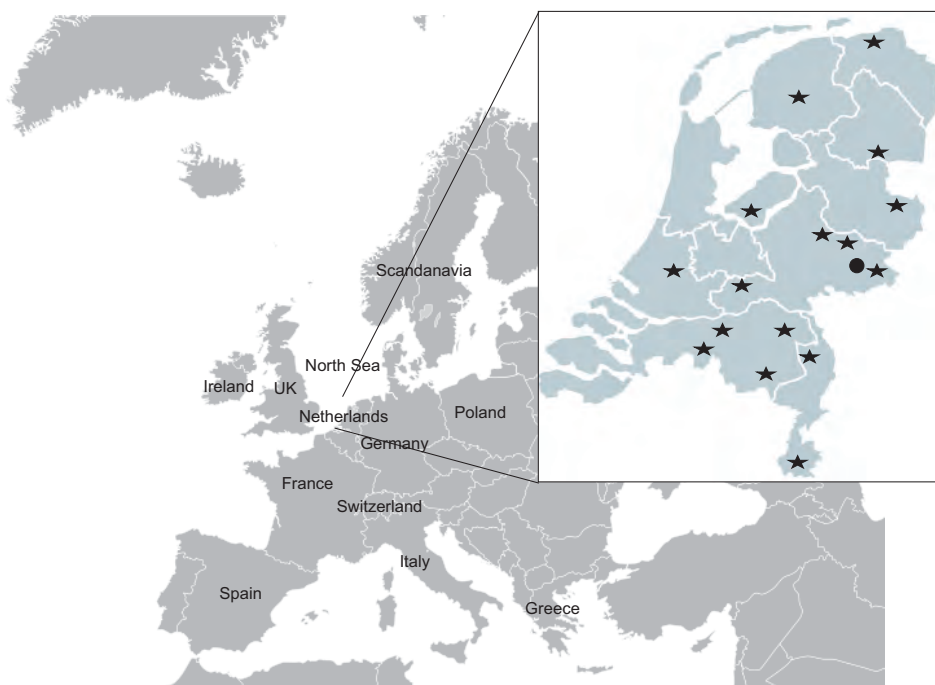 Scandanavia
North Sea
Ireland
UK
Netherlands
Poland
Germany
France
Switzerland
Italy
Spain
Greece